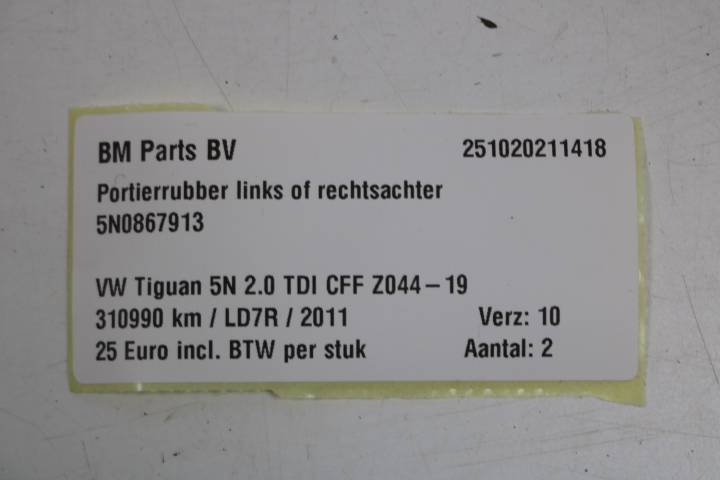 BM Parts BV 251020211418
Portierrubber links of rechtsachter
5N0867913
VW Tiguan 5N 2.0 TDI CFF Z044-19
310990 km / LD7R / 2011 Verz: 10
25 Euro incl. BTW per stuk Aantal: 2